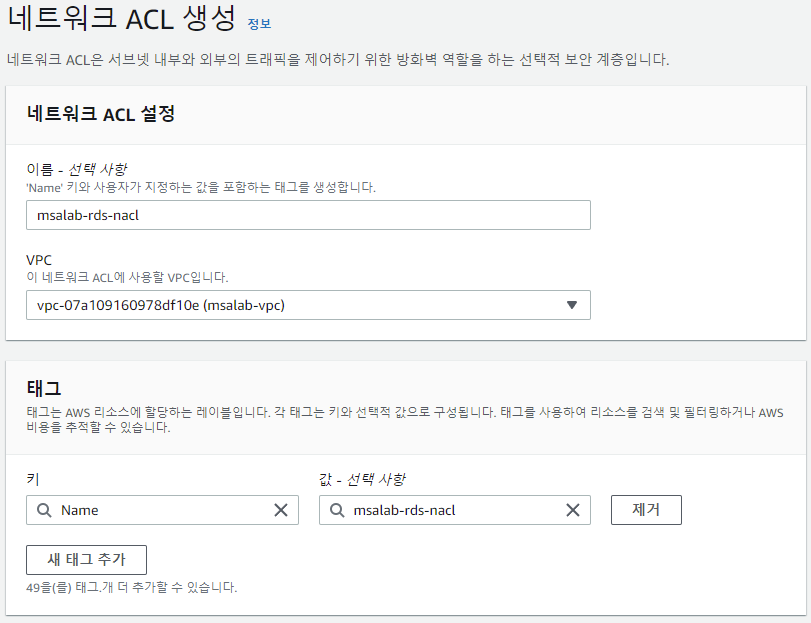 네트워크 ACL 생성 정보
네트워크 ACL은 서브넷 내부와 외부의 트래픽을 제어하기 위한 방화벽 역할을 하는 선택적 보안 계층입니다.
네트워크 ACL 설정
이름 - 선택 사항
'Name' 키와 사용자가 지정하는 값을 포함하는 태그를 생성합니다.
msalab-rds-nacl
VPC
이 네트워크 ACL에 사용할 VPC입니다.
vpc-07a109160978df10e (msalab-vpc)
태그
태그는 AWS 리소스에 할당하는 레이블입니다. 각 태그는 키와 선택적 값으로 구성됩니다. 태그를 사용하여 리소스를 검색 및 필터링하거나 AWS
비용을 추적할 수 있습니다.
키 값 - 선택 사항
Name msalab-rds-nacl 제거
새 태그 추가
49을(를) 태그.개 더 추가할 수 있습니다.